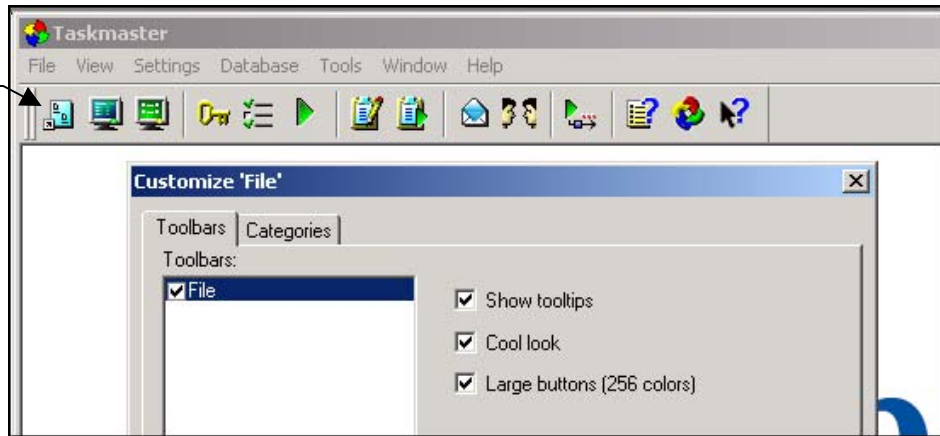 Taskmaster
File View Settings Database Tools Window Help
Customize 'File'
Toolbars Categories
Toolbars:
File
Show tooltips
Cool look
Large buttons (256 colors)